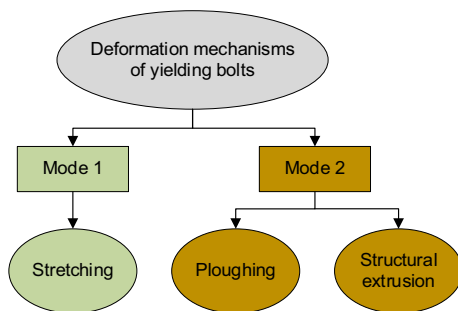 Deformation mechanisms
of yielding bolts
Mode 1
Mode 2
Stretching
Ploughing
Structural
extrusion